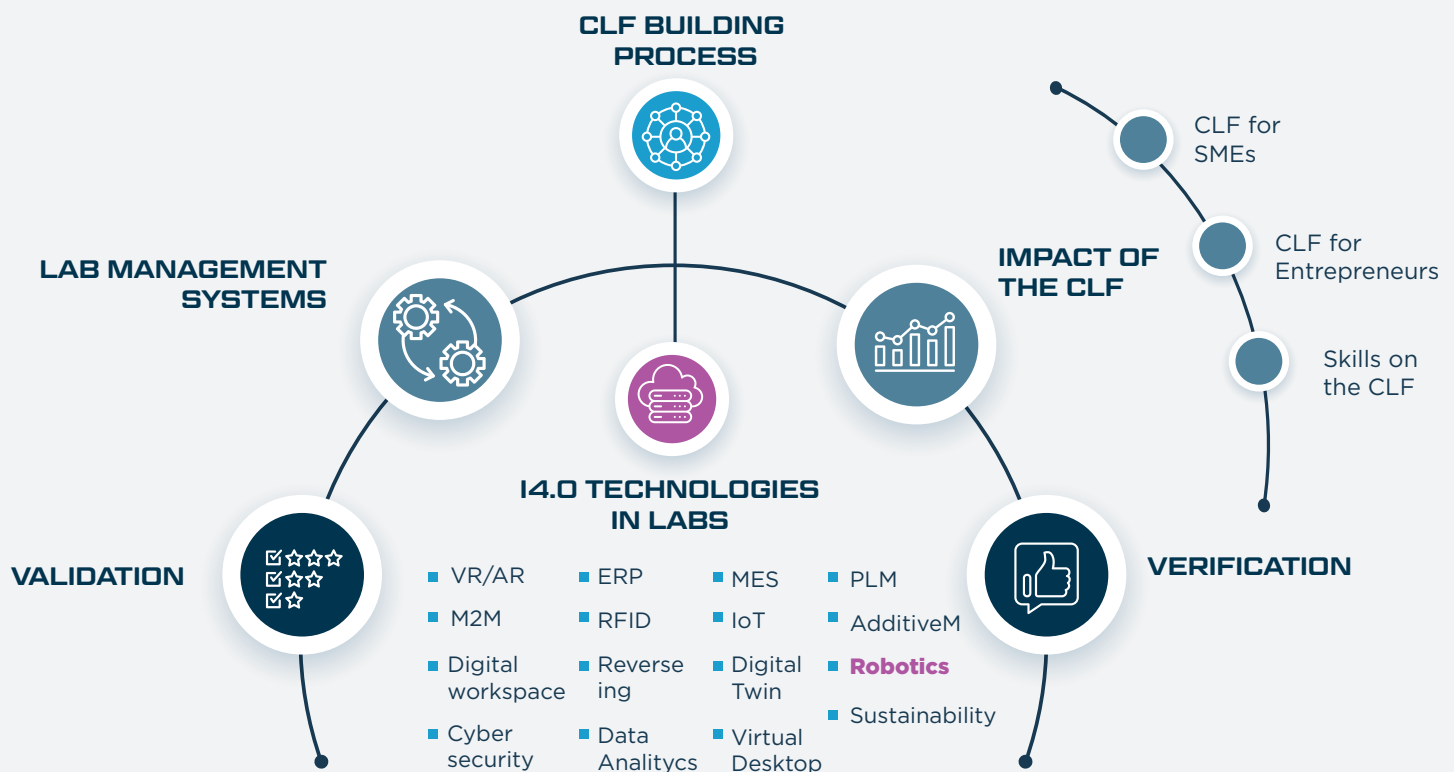 CLF BUILDING
PROCESS
CLF for
SMEs
CLF for
Entrepreneurs
Skills on
the CLF
LAB MANAGEMENT
SYSTEMS
IMPACT OF
THE CLF
I4.0 TECHNOLOGIES
IN LABS
VALIDATION
VERIFICATION
VR/AR
M2M
Digital
workspace
Cyber
security
ERP
RFID
Reverse
ing
Data
Analitycs
MES
IoT
Digital
Twin
Virtual
Desktop
PLM
AdditiveM
Robotics
Sustainability